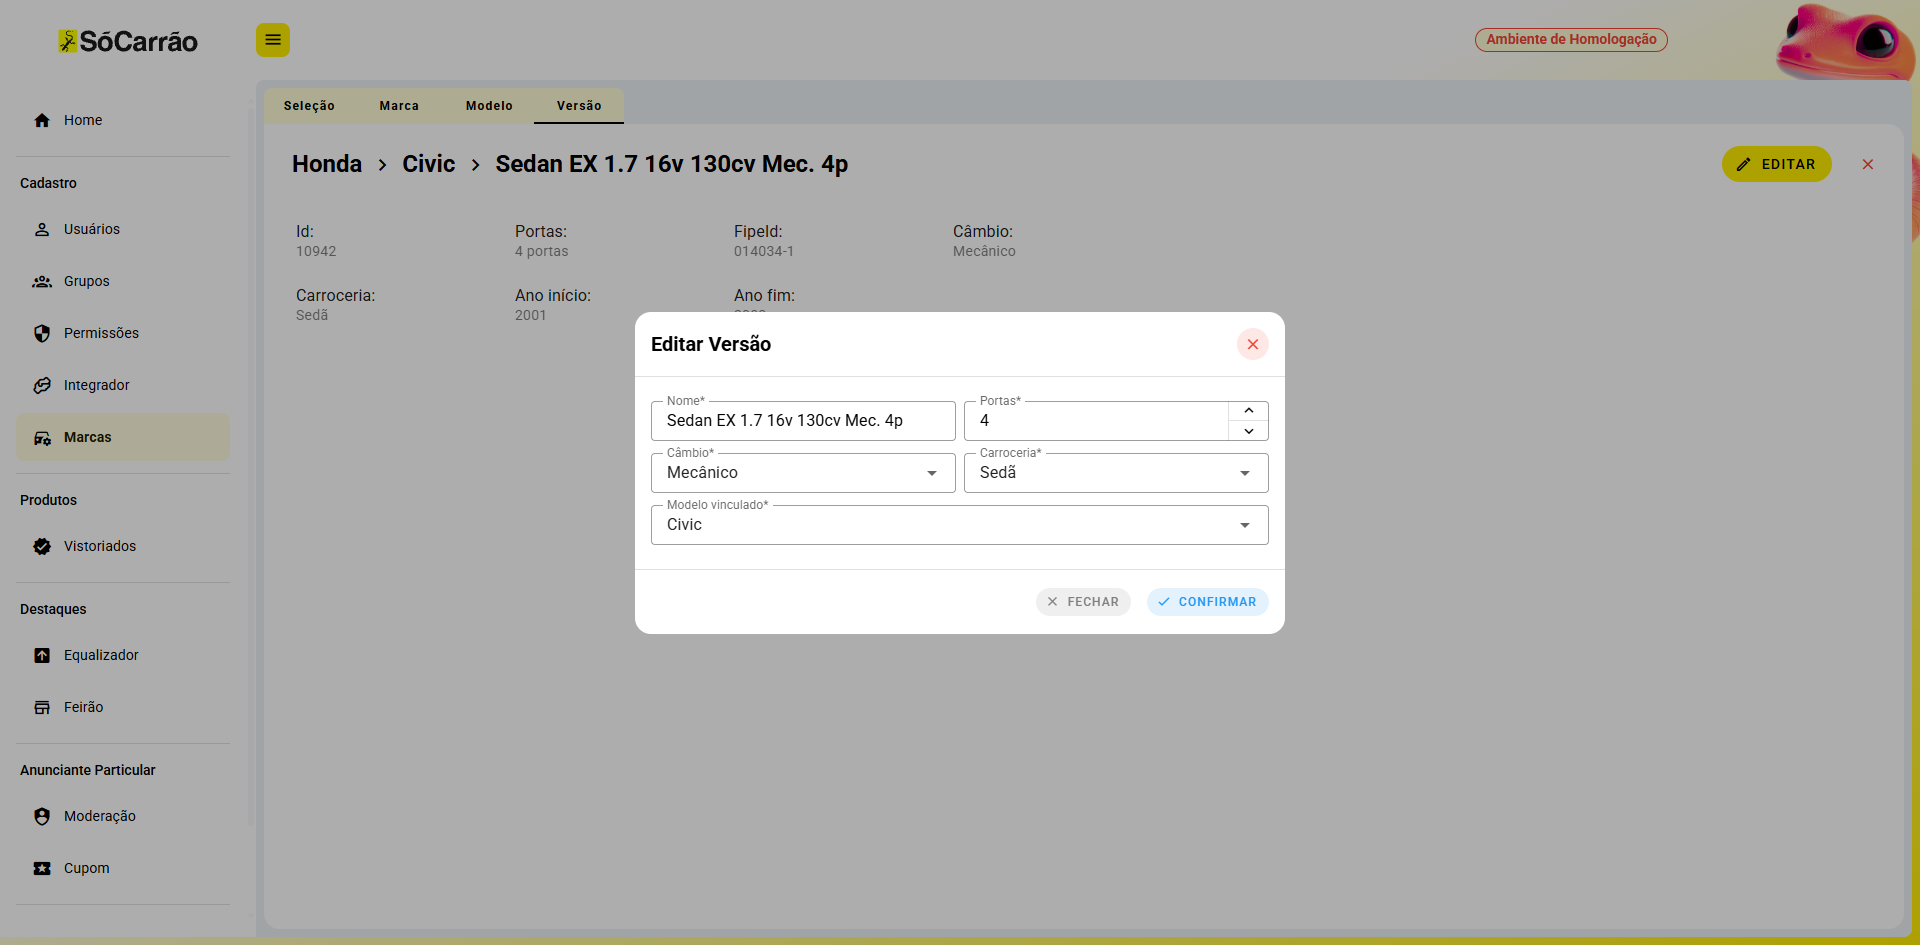 SóCarrão
Ambiente de Homologação
Home
Cadastro
Usuários
Grupos
Permissões
Integrador
Marcas
Produtos
Vistoriados
Destaques
Equalizador
Feirão
Anunciante Particular
Moderação
Cupom
Seleção Marca Modelo Versão
Honda > Civic > Sedan EX 1.7 16v 130cv Mec. 4p
EDITAR
Id: Portas: FipeId: Câmbio:
10942 4 portas 014034-1 Mecânico
Carroceria: Ano início: Ano fim:
Sedã 2001
Editar Versão
Nome* Portas*
Sedan EX 1.7 16v 130cv Mec. 4p 4
Câmbio* Carroceria*
Mecânico Sedã
Modelo vinculado*
Civic
FECHAR CONFIRMAR